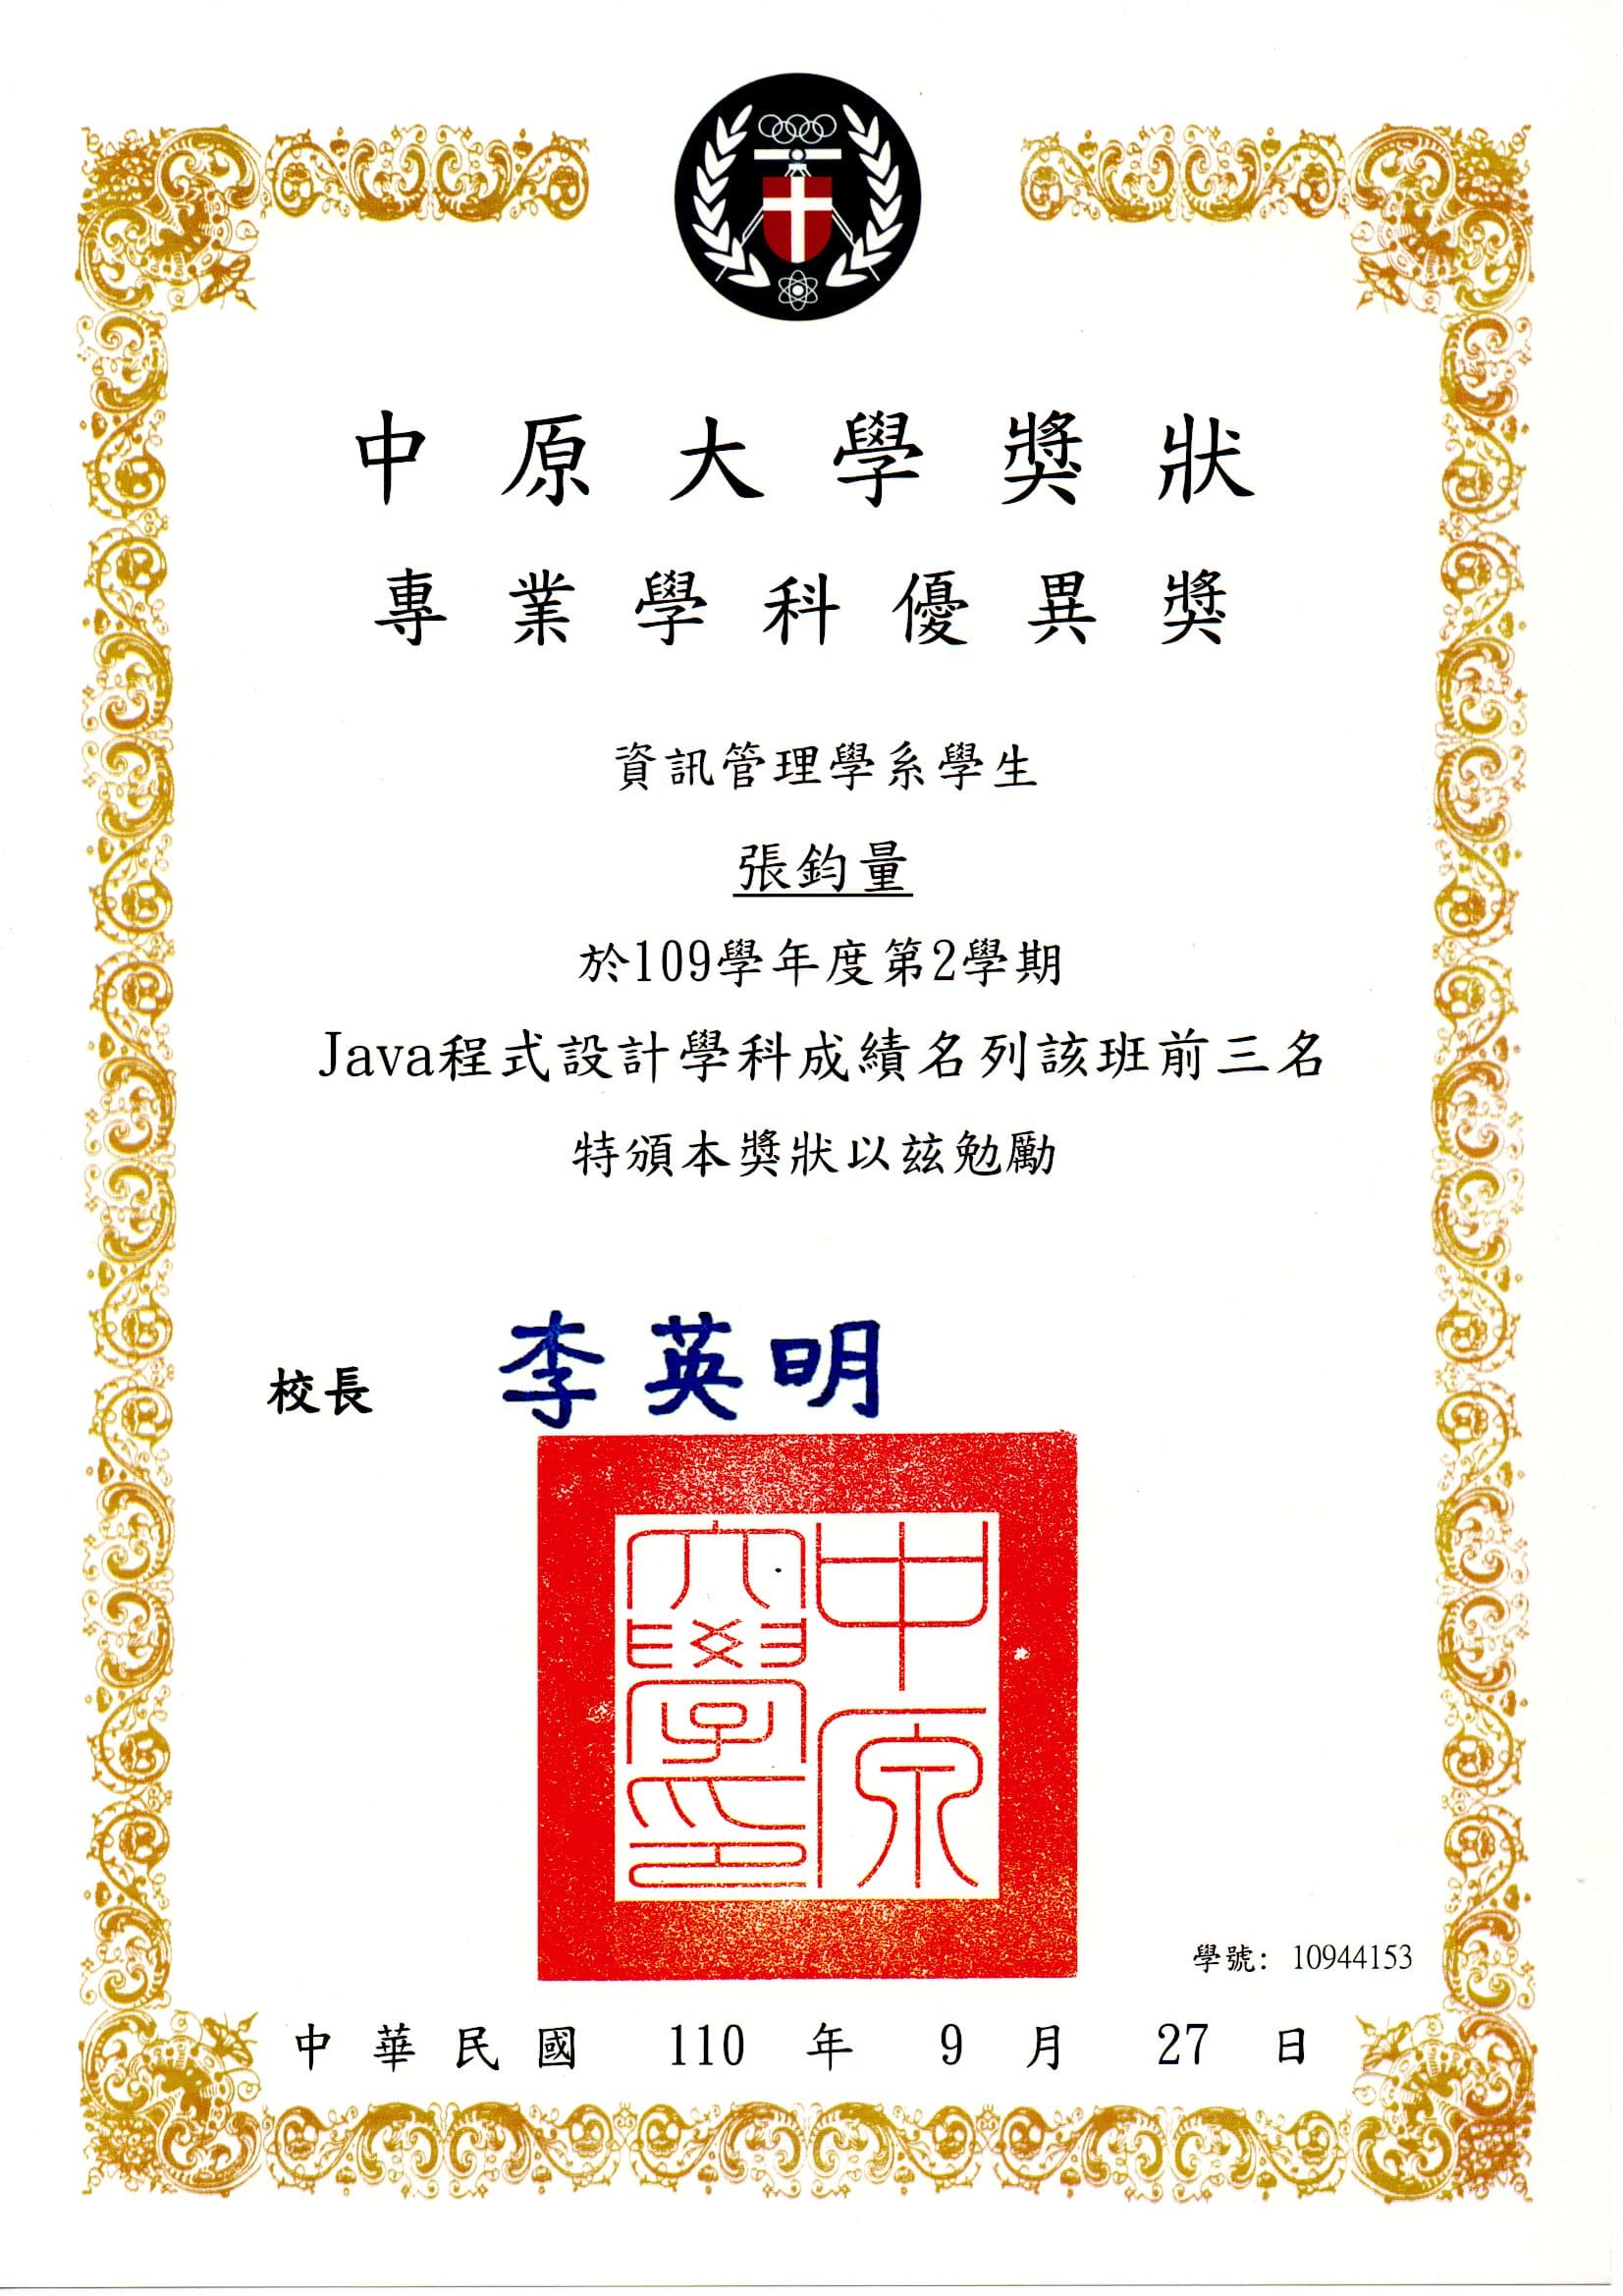 中原大學獎狀
專業學科優異獎
資訊管理學系學生
張鈞量
於109學年度第2學期
Java程式設計學科成績名列該班前三名
特頒本獎狀以茲勉勵
校長 李英明
中原大學印
學號：10944153
中華民國 110 年 9 月 27 日